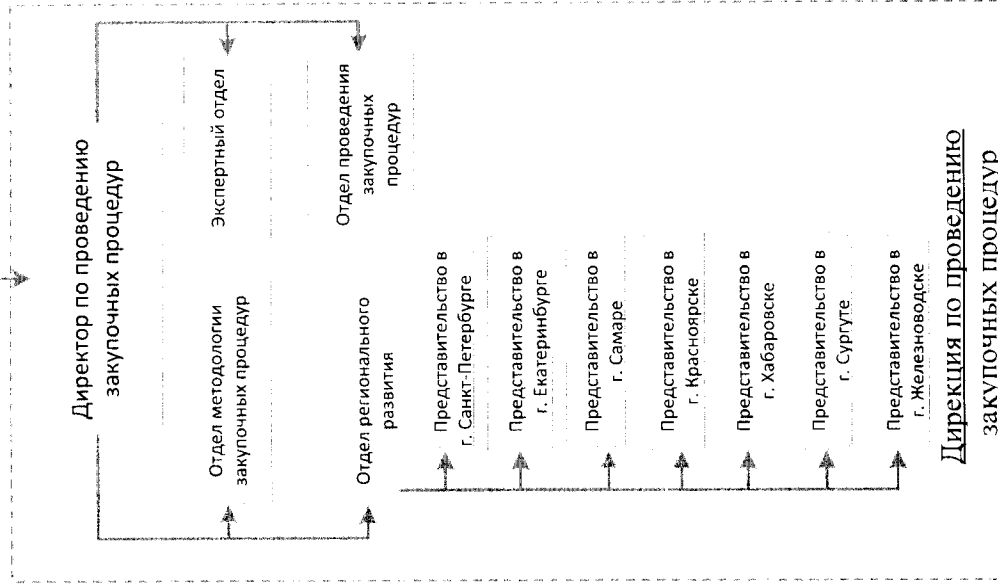 Директор по проведению
закупочных процедур
Отдел методологии
закупочных процедур
Экспертный отдел
Отдел регионального
развития
Отдел проведения
закупочных
процедур
Представительство в
г. Санкт-Петербурге
Представительство в
г. Екатеринбурге
Представительство в
г. Самаре
Представительство в
г. Красноярске
Представительство в
г. Хабаровске
Представительство в
г. Сургуте
Представительство в
г. Железноводске
Дирекция по проведению
закупочных процедур